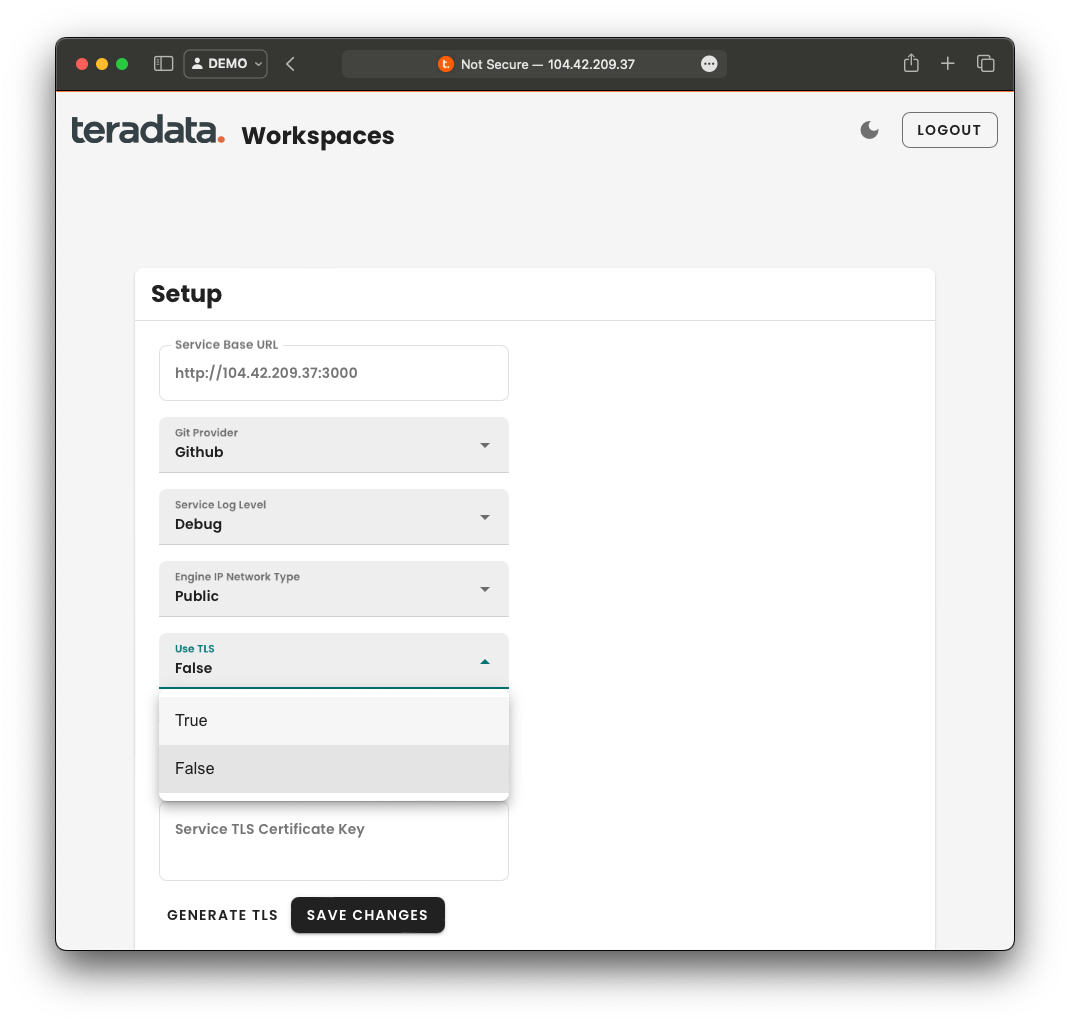 DEMO
Not Secure — 104.42.209.37
teradata. Workspaces
LOGOUT
Setup
Service Base URL
http://104.42.209.37:3000
Git Provider
Github
Service Log Level
Debug
Engine IP Network Type
Public
Use TLS
False
True
False
Service TLS Certificate Key
GENERATE TLS
SAVE CHANGES